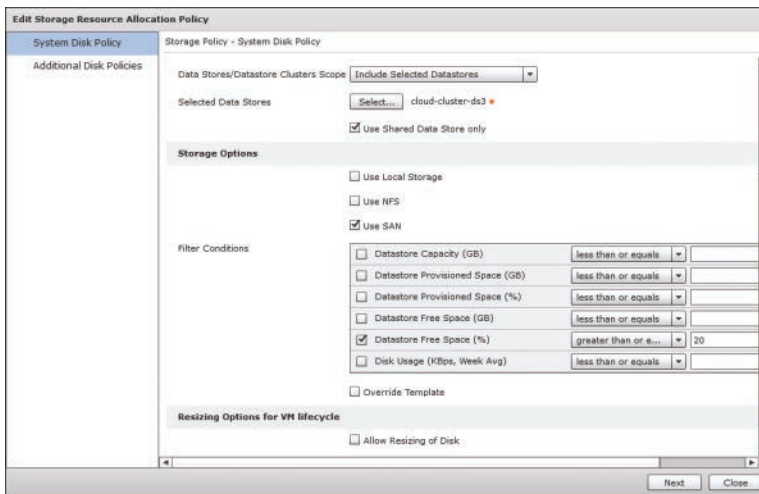 Edit Storage Resource Allocation Policy
System Disk Policy
Additional Disk Policies
Storage Policy - System Disk Policy
Data Stores/Datastore Clusters Scope Include Selected Datastores
Selected Data Stores Select... cloud-cluster-ds3
Use Shared Data Store only
Storage Options
Use Local Storage
Use NFS
Use SAN
Filter Conditions
Datastore Capacity (GB) less than or equals
Datastore Provisioned Space (GB) less than or equals
Datastore Provisioned Space (%) less than or equals
Datastore Free Space (GB) less than or equals
Datastore Free Space (%) greater than or e... 20
Disk Usage (KBps, Week Avg) less than or equals
Override Template
Resizing Options for VM lifecycle
Allow Resizing of Disk
Next Close